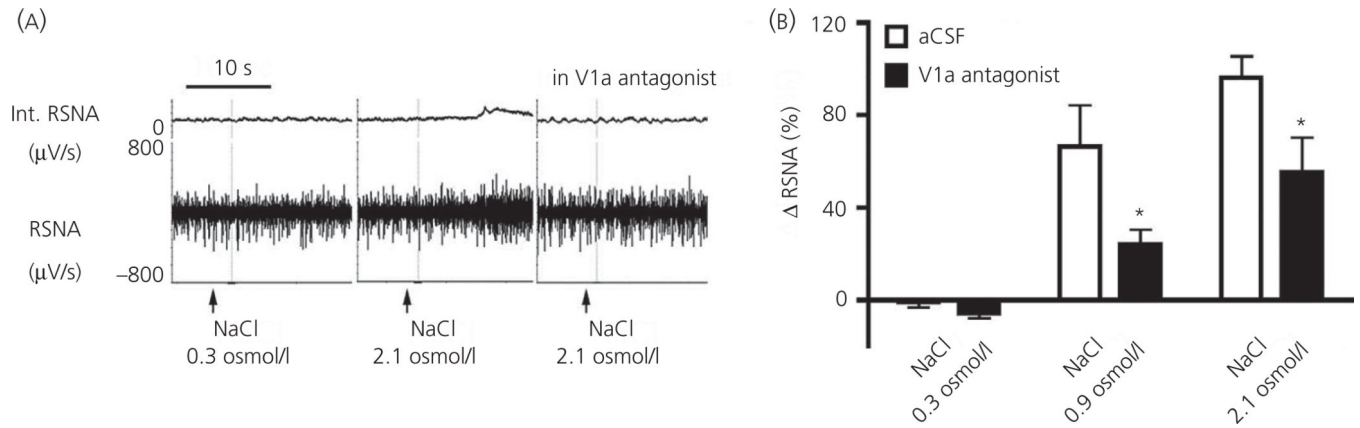 (A)
10 s
in V1a antagonist
Int. RSNA
0
(μV/s)
800
RSNA
(μV/s)
–800
NaCl
0.3 osmol/l
NaCl
2.1 osmol/l
NaCl
2.1 osmol/l
(B)
120
aCSF
V1a antagonist
80
Δ RSNA (%)
40
0
*
*
NaCl
0.3 osmol/l
NaCl
0.9 osmol/l
NaCl
2.1 osmol/l